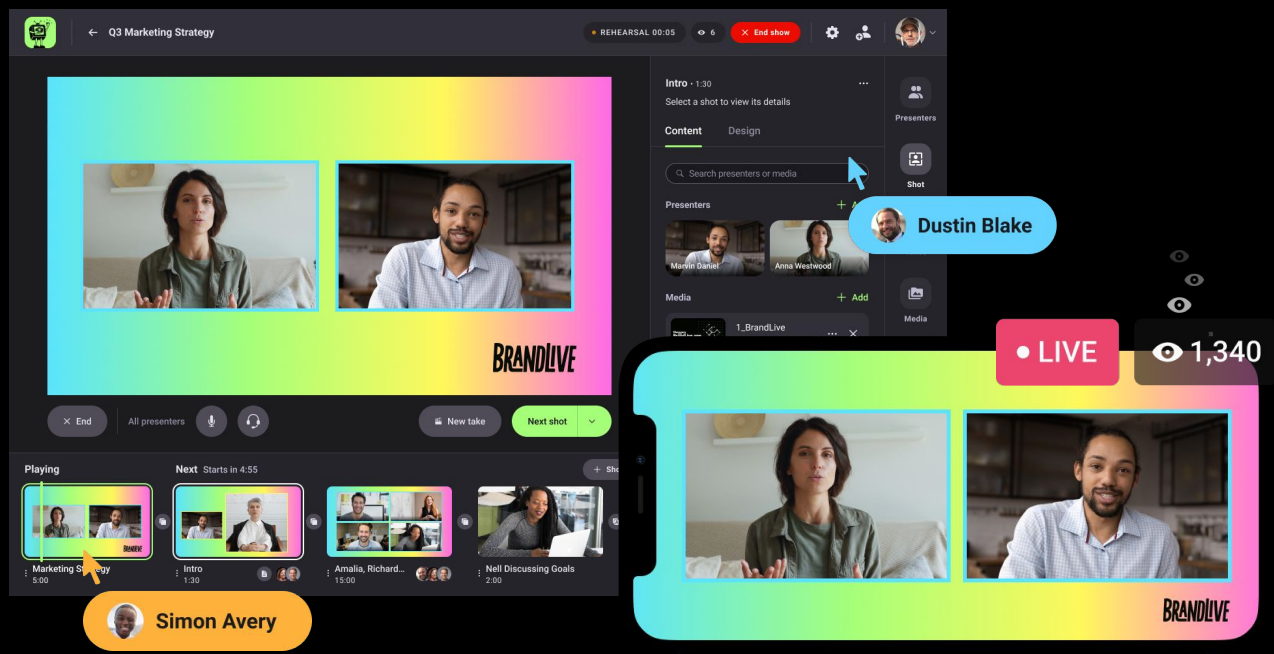 Q3 Marketing Strategy
REHEARSAL 00:05
6
End show
Intro · 1:30
Select a shot to view its details
Content
Design
Search presenters or media
Presenters
Marvin Daniel
Anna Westwood
Media
+ Add
1_BrandLive
Presenters
Shot
Media
Dustin Blake
BRANDLIVE
End
All presenters
New take
Next shot
Playing
Next Starts in 4:55
BRANDLIVE
Marketing
5:00
Intro
1:30
Amalia, Richard...
15:00
Nell Discussing Goals
2:00
Simon Avery
LIVE
1,340
BRANDLIVE